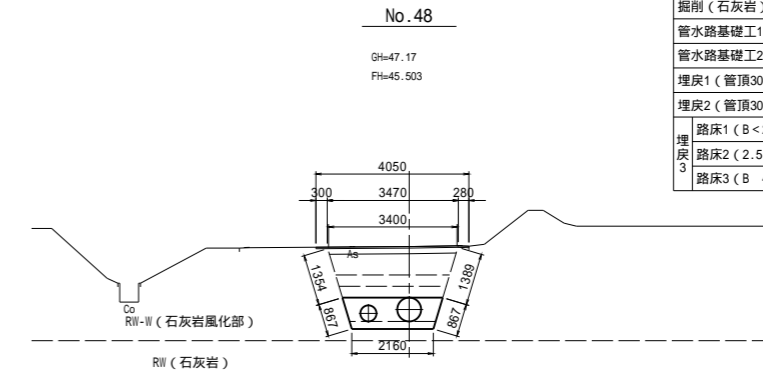 No.48
GH=47.17
FH=45.503
掘削(石灰岩)
管水路基礎工1
管水路基礎工2
埋戻1(管頂30
埋戻2(管頂30
埋戻3
路床1(B<
路床2(2.5
路床3(B
4050
300 3470 280
3400
As
1354
1389
867
867
2160
Co
RW-W(石灰岩風化部)
RW(石灰岩)